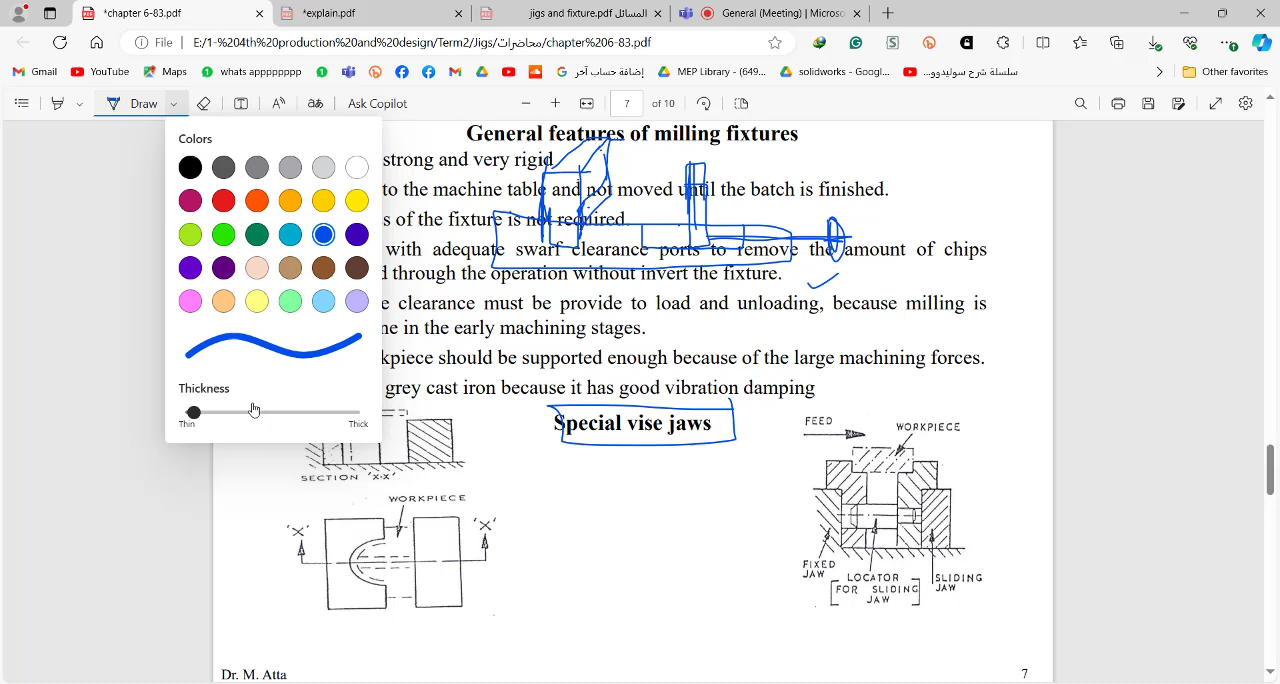 *chapter 6-83.pdf
*explain.pdf
jigs and fixture.pdf المسائل
General (Meeting) | Microso
File
E:/1-%204th%20production%20and%20design/Term2/Jigs/محاضرات/chapter%206-83.pdf
Gmail
YouTube
Maps
whats appppppppp
إضافة حساب آخر
MEP Library - (649...
solidworks - Googl...
سلسلة شرح سوليدوو...
Other favorites
Draw
Ask Copilot
7 of 10
Colors
Thickness
Thin
Thick
General features of milling fixtures
strong and very rigid
to the machine table and not moved until the batch is finished.
s of the fixture is not required.
with adequate swarf clearance ports to remove the amount of chips
d through the operation without invert the fixture.
e clearance must be provide to load and unloading, because milling is
ne in the early machining stages.
kpiece should be supported enough because of the large machining forces.
grey cast iron because it has good vibration damping
Special vise jaws
SECTION 'X-X'
WORKPIECE
'X'
'X'
FEED
WORKPIECE
FIXED
JAW
LOCATOR
FOR SLIDING
JAW
SLIDING
JAW
Dr. M. Atta
7